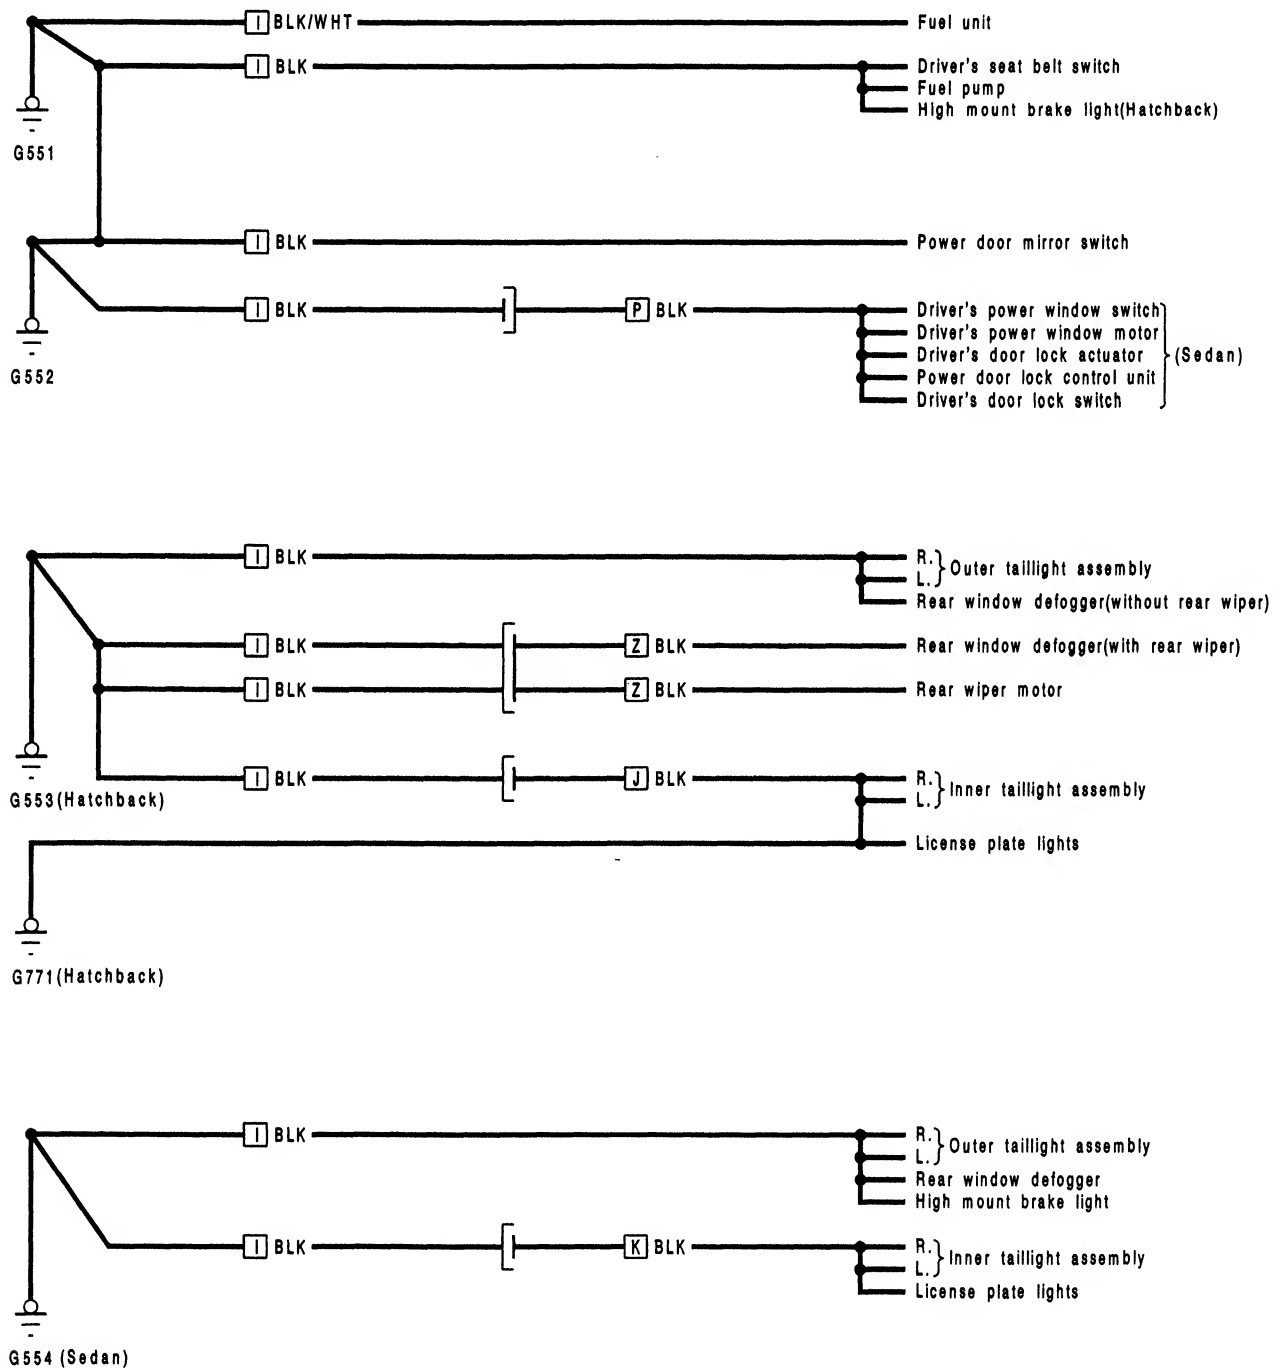 I BLK/WHT Fuel unit
I BLK Driver's seat belt switch
Fuel pump
High mount brake light(Hatchback)
G551
I BLK Power door mirror switch
I BLK P BLK Driver's power window switch
Driver's power window motor
Driver's door lock actuator (Sedan)
G552 Power door lock control unit
Driver's door lock switch
I BLK R. Outer taillight assembly
L.
Rear window defogger(without rear wiper)
I BLK Z BLK Rear window defogger(with rear wiper)
I BLK Z BLK Rear wiper motor
I BLK J BLK R. Inner taillight assembly
G553(Hatchback) L.
License plate lights
G771(Hatchback)
I BLK R. Outer taillight assembly
L.
Rear window defogger
High mount brake light
I BLK K BLK R. Inner taillight assembly
L.
License plate lights
G554 (Sedan)